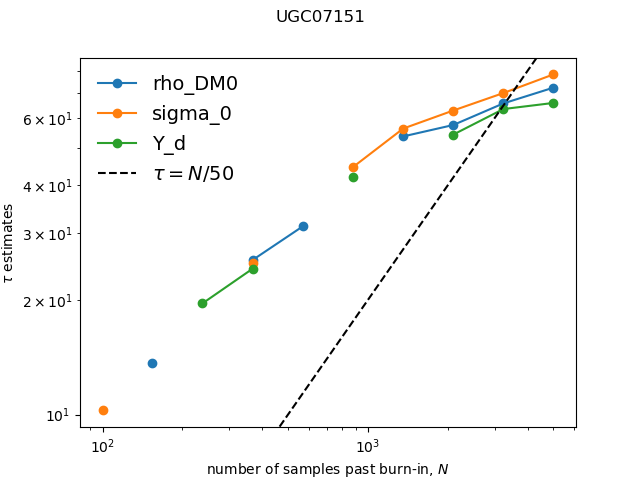 UGC07151
rho_DM0
sigma_0
Y_d
τ = N/50
6 × 10¹
4 × 10¹
3 × 10¹
2 × 10¹
10¹
τ estimates
10² 10³
number of samples past burn-in, N